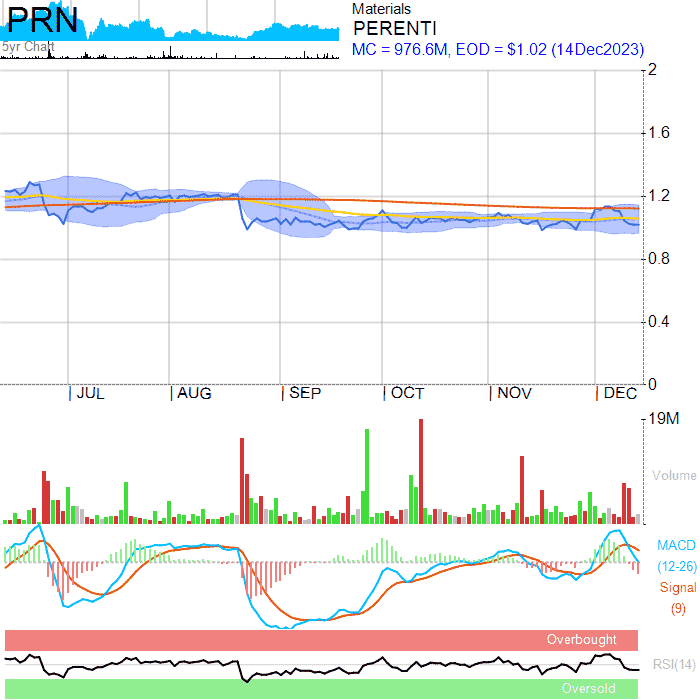 PRN
5yr Chart
Materials
PERENTI
MC = 976.6M, EOD = $1.02 (14Dec2023)
2
1.6
1.2
0.8
0.4
0
JUL AUG SEP OCT NOV DEC
19M
Volume
MACD
(12-26)
Signal
(9)
Overbought
RSI(14)
Oversold